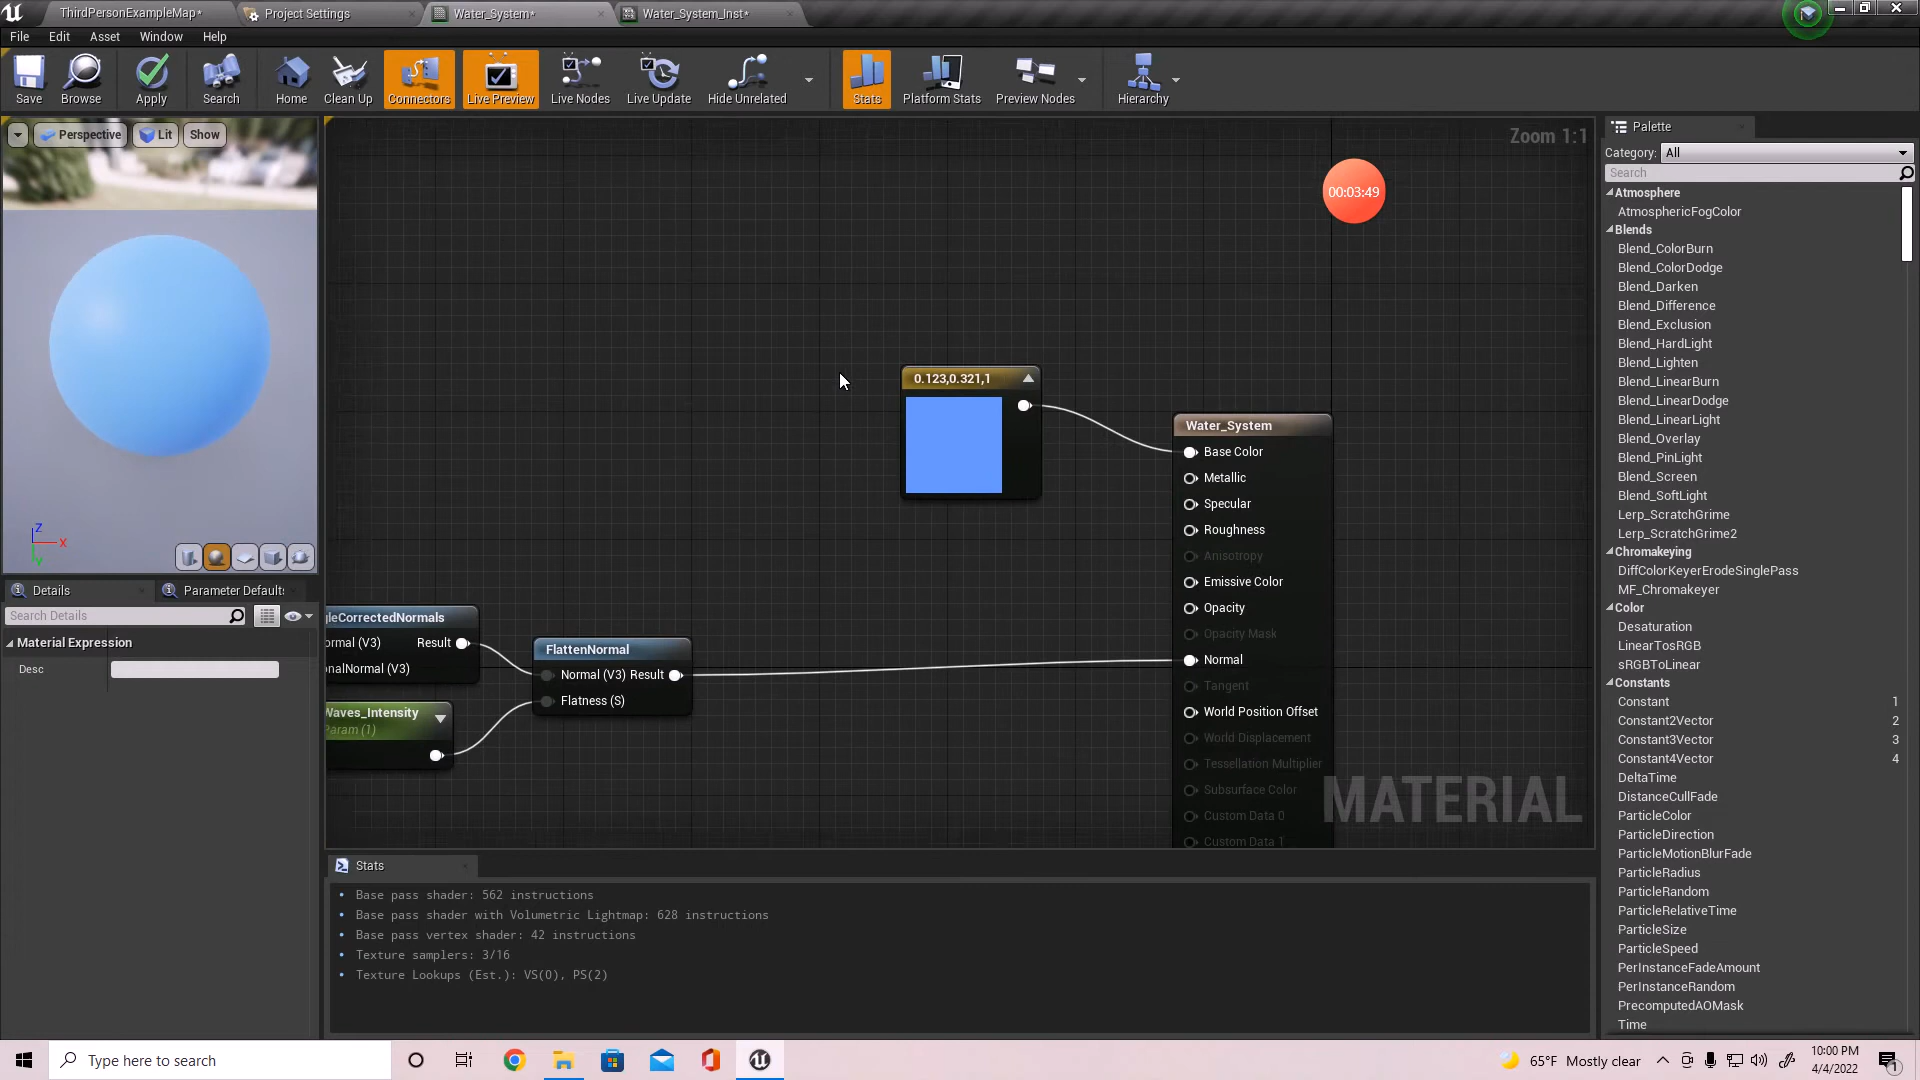 ThirdPersonExampleMap*
Project Settings
Water_System*
Water_System_Inst*
File Edit Asset Window Help
Save Browse Apply Search Home Clean Up Connectors Live Preview Live Nodes Live Update Hide Unrelated Stats Platform Stats Preview Nodes Hierarchy
Perspective Lit Show
Z
X
Y
Zoom 1:1
00:03:49
0.123,0.321,1
Water_System
Base Color
Metallic
Specular
Roughness
Anisotropy
Emissive Color
Opacity
Opacity Mask
Normal
Tangent
World Position Offset
World Displacement
Tessellation Multiplier
Subsurface Color
Custom Data 0
Custom Data 1
gleCorrectedNormals
ormal (V3) Result
onalNormal (V3)
FlattenNormal
Normal (V3) Result
Flatness (S)
Waves_Intensity
Param (1)
MATERIAL
Details
Parameter Default
Search Details
Material Expression
Desc
Stats
• Base pass shader: 562 instructions
• Base pass shader with Volumetric Lightmap: 628 instructions
• Base pass vertex shader: 42 instructions
• Texture samplers: 3/16
• Texture Lookups (Est.): VS(0), PS(2)
Palette
Category: All
Search
Atmosphere
AtmosphericFogColor
Blends
Blend_ColorBurn
Blend_ColorDodge
Blend_Darken
Blend_Difference
Blend_Exclusion
Blend_HardLight
Blend_Lighten
Blend_LinearBurn
Blend_LinearDodge
Blend_LinearLight
Blend_Overlay
Blend_PinLight
Blend_Screen
Blend_SoftLight
Lerp_ScratchGrime
Lerp_ScratchGrime2
Chromakeying
DiffColorKeyerErodeSinglePass
MF_Chromakeyer
Color
Desaturation
LinearTosRGB
sRGBToLinear
Constants
Constant 1
Constant2Vector 2
Constant3Vector 3
Constant4Vector 4
DeltaTime
DistanceCullFade
ParticleColor
ParticleDirection
ParticleMotionBlurFade
ParticleRadius
ParticleRandom
ParticleRelativeTime
ParticleSize
ParticleSpeed
PerInstanceFadeAmount
PerInstanceRandom
PrecomputedAOMask
Time
Type here to search
65°F Mostly clear
10:00 PM
4/4/2022
1